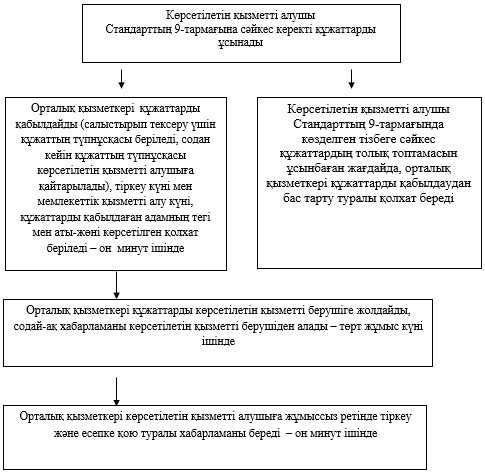 Көрсетілетін қызметті алушы
Стандарттың 9-тармағына сәйкес керекті құжаттарды
ұсынады
Орталық қызметкері құжаттарды
қабылдайды (салыстырып тексеру үшін
құжаттың түпнұсқасы беріледі, содан
кейін құжаттың түпнұсқасы
көрсетілетін қызметті алушыға
қайтарылады), тіркеу күні мен
мемлекеттік қызметті алу күні,
құжаттарды қабылдаған адамның тегі
мен аты-жөні көрсетілген қолхат
беріледі – он минут ішінде
Көрсетілетін қызметті алушы
Стандарттың 9-тармағында
көзделген тізбеге сәйкес
құжаттардың толық топтамасын
ұсынбаған жағдайда, орталық
қызметкері құжаттарды қабылдаудан
бас тарту туралы қолхат береді
Орталық қызметкері құжаттарды көрсетілетін қызметті берушіге жолдайды,
содай-ақ хабарламаны көрсетілетін қызметті берушіден алады – төрт жұмыс күні
ішінде
Орталық қызметкері көрсетілетін қызметті алушыға жұмыссыз ретінде тіркеу
және есепке қою туралы хабарламаны береді – он минут ішінде